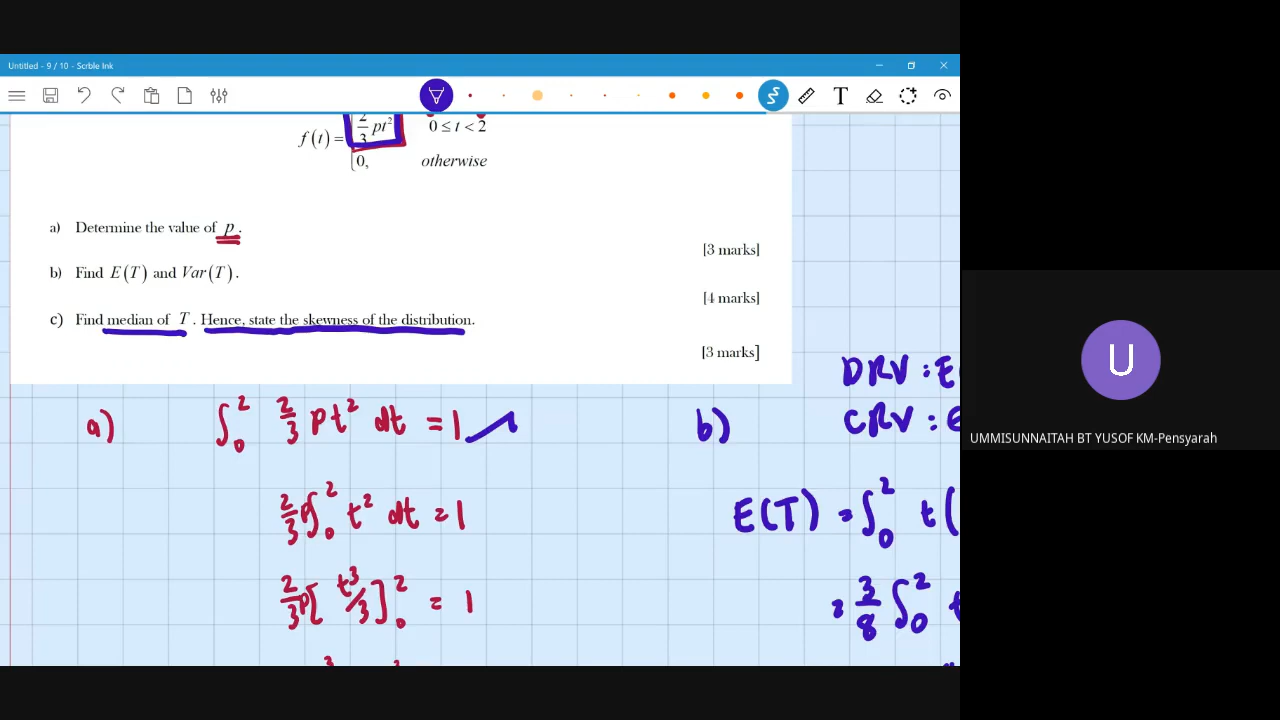 Untitled - 9 / 10 - Scrble Ink
T
f(t) = { 2/3 pt² 0 ≤ t < 2
0, otherwise
a) Determine the value of p.
[3 marks]
b) Find E(T) and Var(T).
[4 marks]
c) Find median of T. Hence, state the skewness of the distribution.
[3 marks]
DRV : E
CRV :
a) ∫₀² 2/3 pt² dt = 1
b)
2/3 p∫₀² t² dt = 1
E(T) = ∫₀² t (
2/3 p[t³/3]₀² = 1
= 3/8 ∫₀²
U
UMMISUNNAITAH BT YUSOF KM-Pensyarah